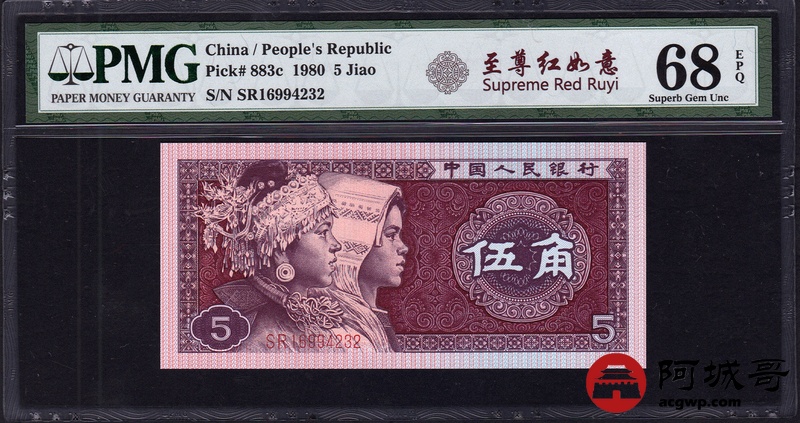 PMG
PAPER MONEY GUARANTY
China / People's Republic
Pick# 883c 1980 5 Jiao
S/N SR16994232
至尊红如意
Supreme Red Ruyi
68
EPQ
Superb Gem Unc
中国人民银行
伍角
5
SR16994232
5
阿城哥
acgwp.com